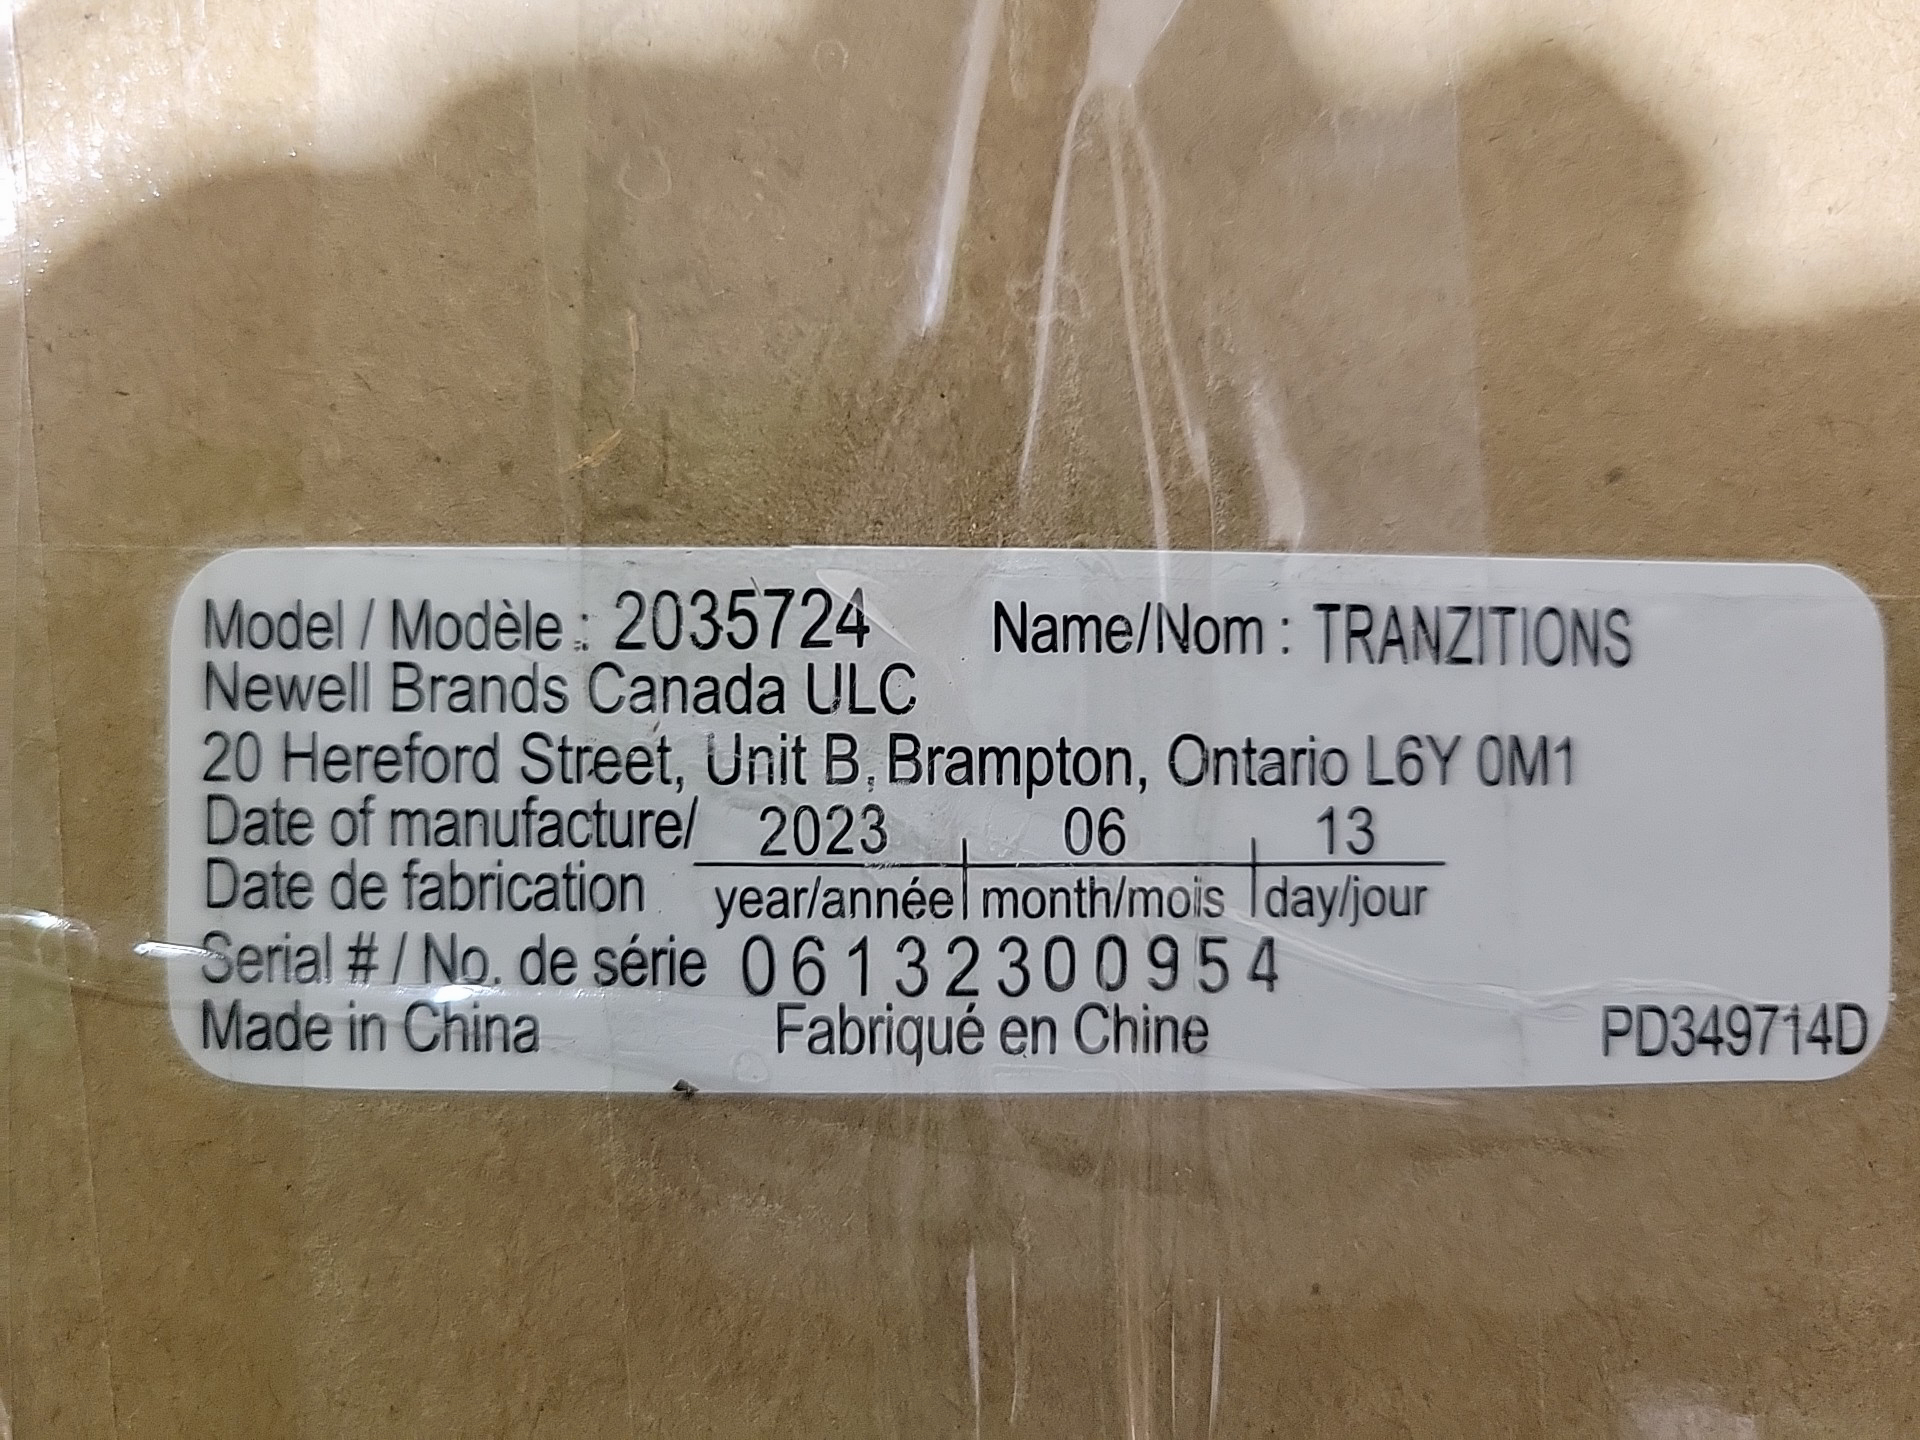 Model / Modèle : 2035724 Name/Nom : TRANZITIONS
Newell Brands Canada ULC
20 Hereford Street, Unit B, Brampton, Ontario L6Y 0M1
Date of manufacture/ 2023 06 13
Date de fabrication year/année month/mois day/jour
Serial # / No. de série 06132300954
Made in China Fabriqué en Chine PD349714D